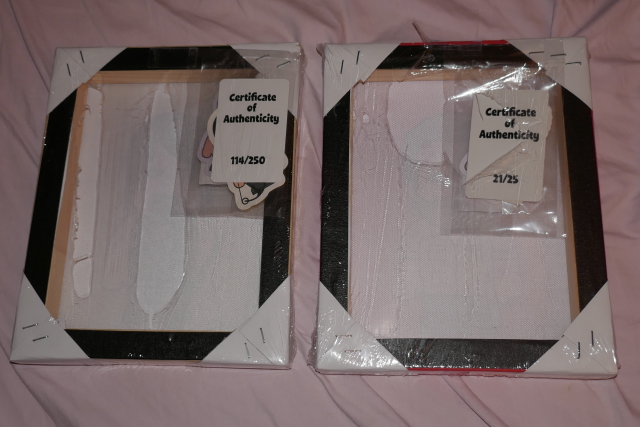 Certificate
of
Authenticity
114/250
Certificate
of
Authenticity
21/25